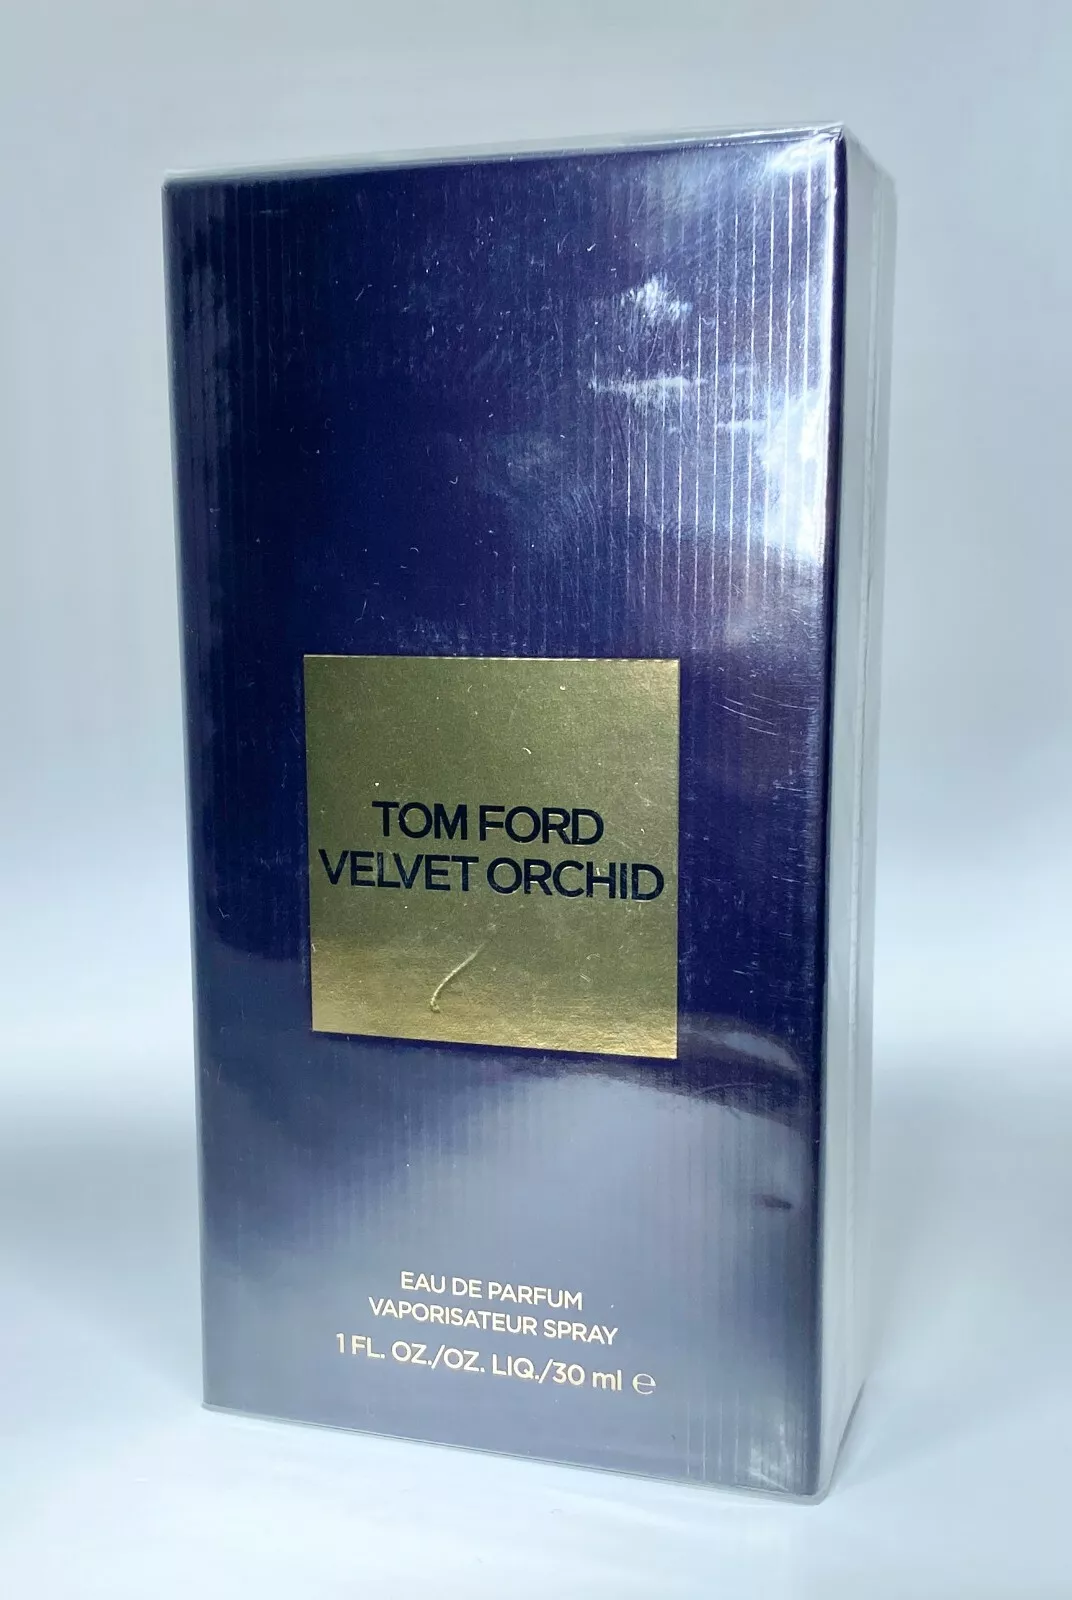 TOM FORD
VELVET ORCHID
EAU DE PARFUM
VAPORISATEUR SPRAY
1 FL. OZ./OZ. LIQ./30 ml ℮